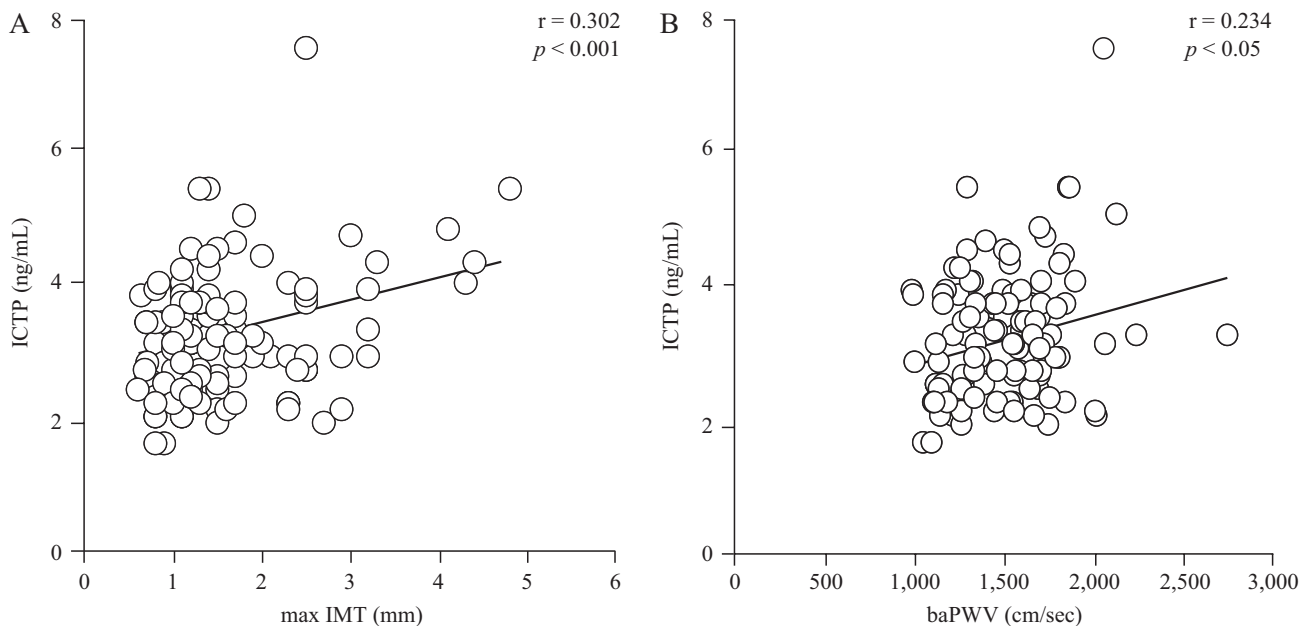 A
r = 0.302
p < 0.001
8
6
4
2
0
ICTP (ng/mL)
0 1 2 3 4 5 6
max IMT (mm)
B
r = 0.234
p < 0.05
8
6
4
2
0
ICTP (ng/mL)
0 500 1,000 1,500 2,000 2,500 3,000
baPWV (cm/sec)